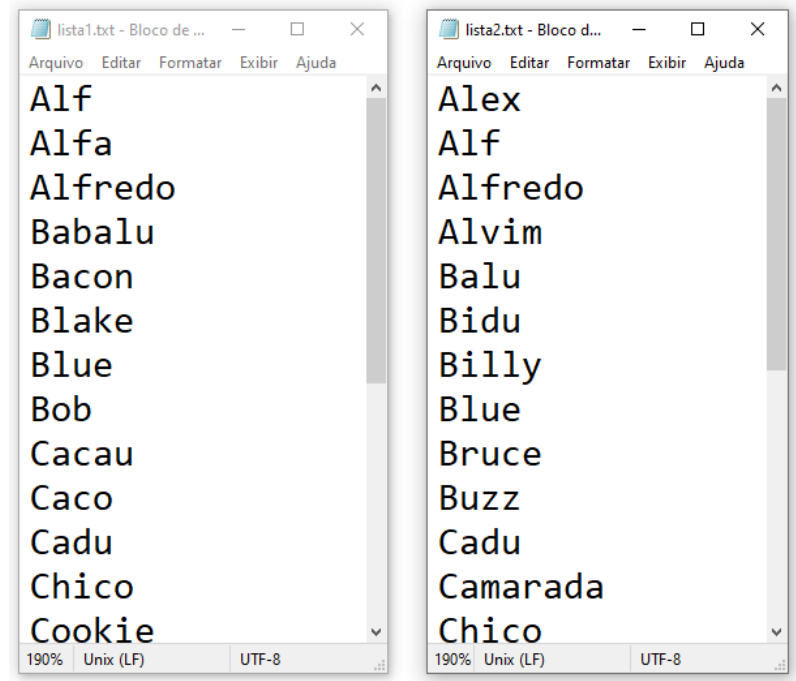 lista1.txt - Bloco de ...
Arquivo Editar Formatar Exibir Ajuda
Alf
Alfa
Alfredo
Babalu
Bacon
Blake
Blue
Bob
Cacau
Caco
Cadu
Chico
Cookie
190% Unix (LF) UTF-8
lista2.txt - Bloco d...
Arquivo Editar Formatar Exibir Ajuda
Alex
Alf
Alfredo
Alvim
Balu
Bidu
Billy
Blue
Bruce
Buzz
Cadu
Camarada
Chico
190% Unix (LF) UTF-8